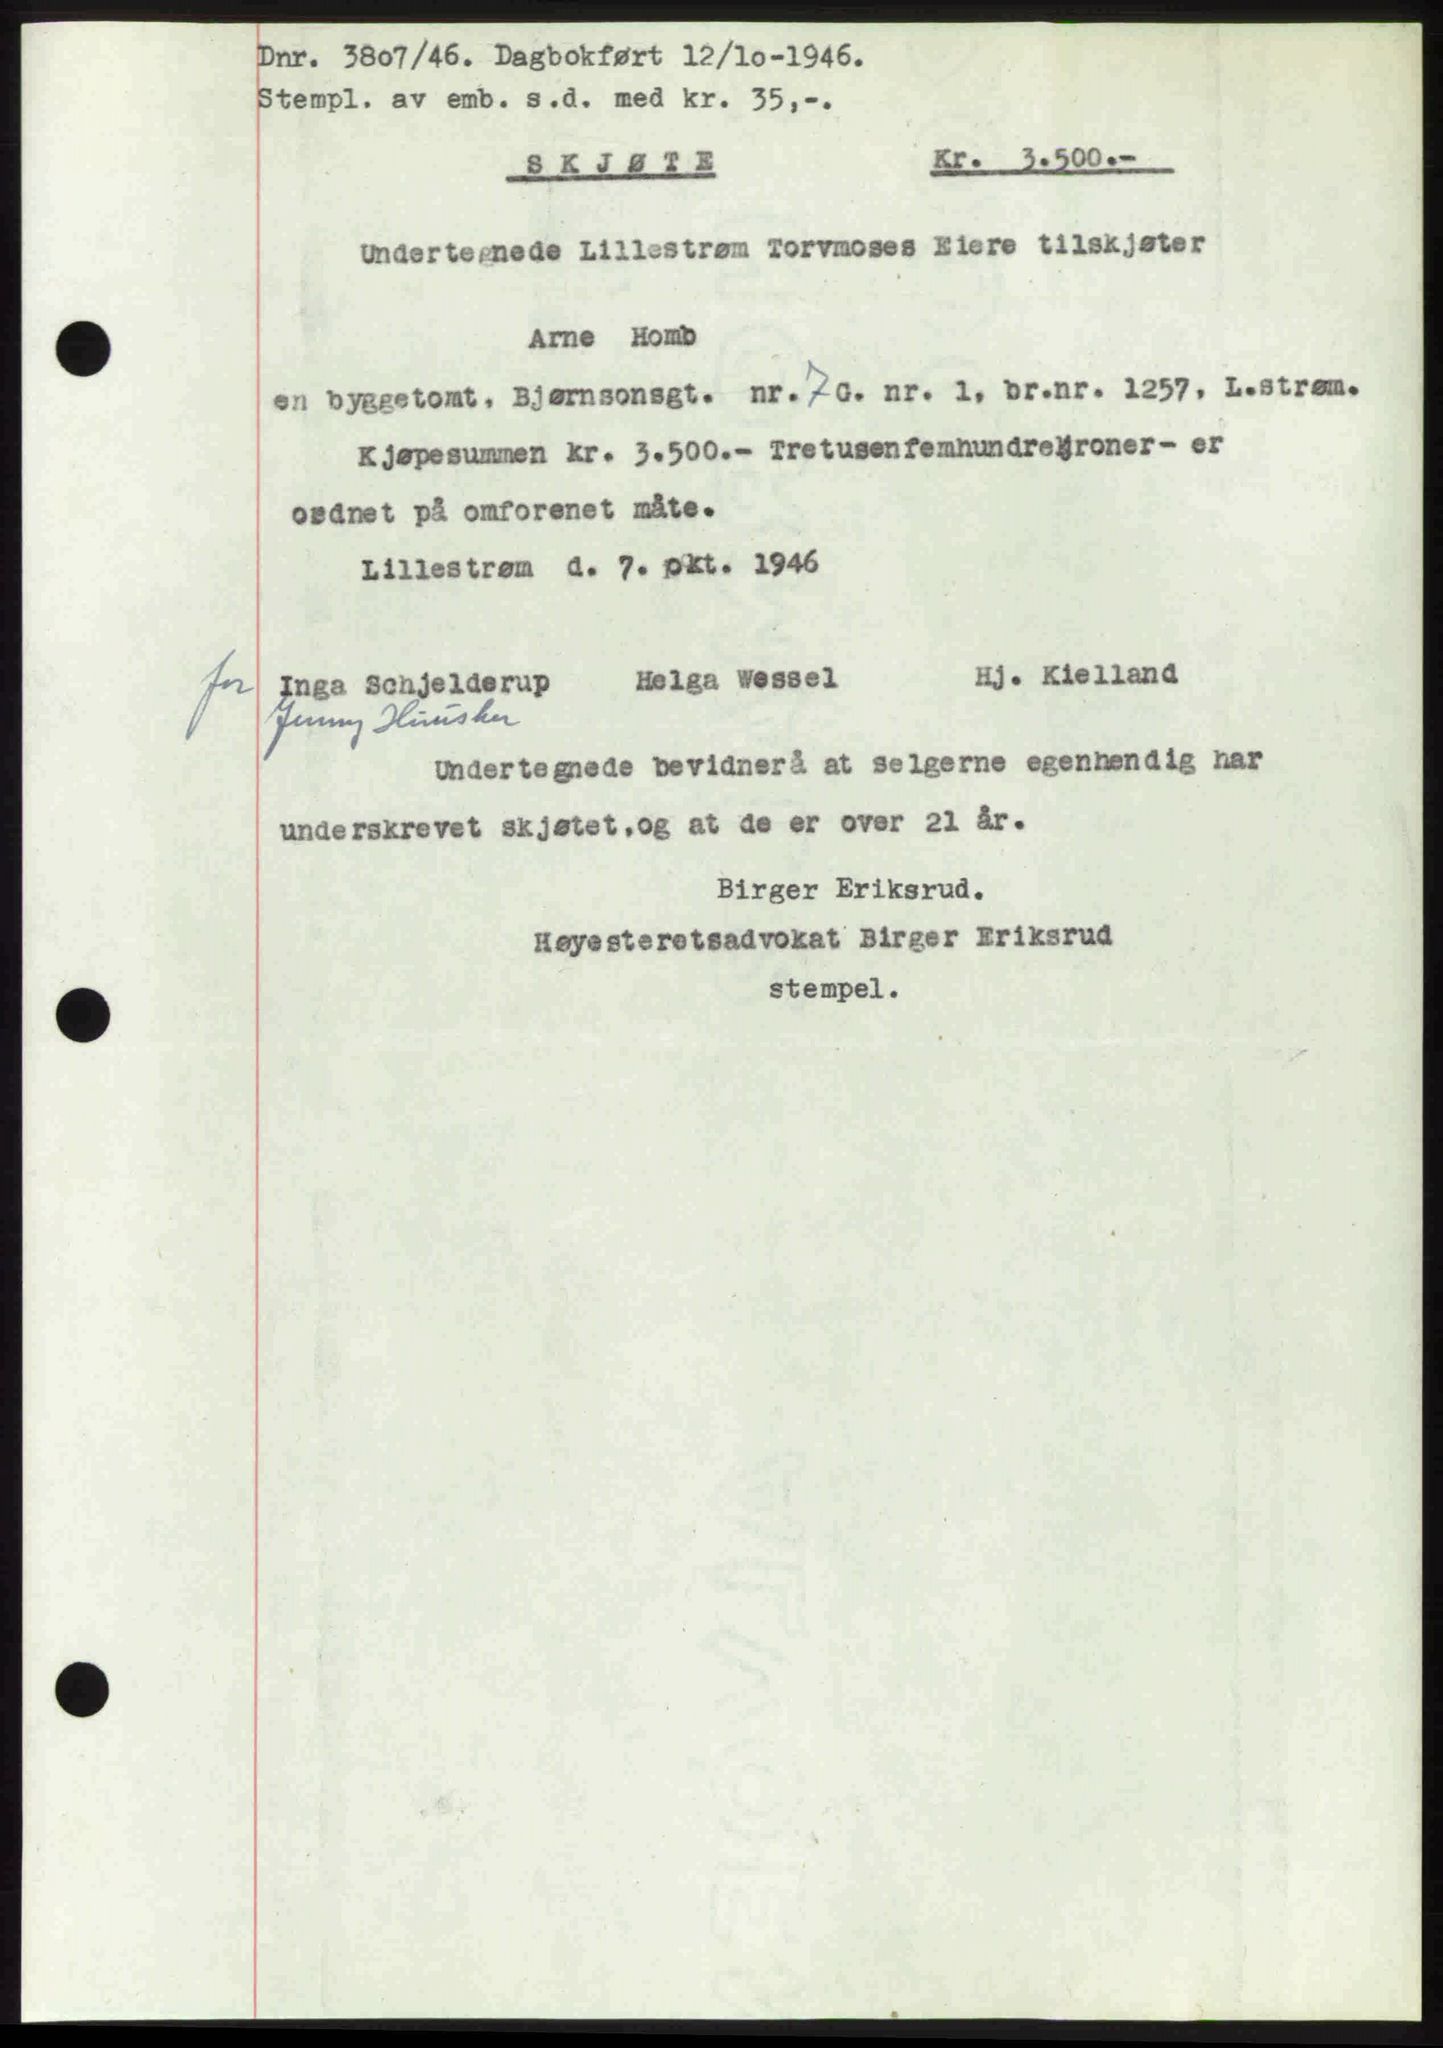 Dnr. 38o7/46. Dagbokført 12/1o-1946.
Stempl. av emb. s.d. med kr. 35,-.
S K J Ø T E Kr. 3.500.-
Undertegnede Lillestrøm Torvmoses Eiere tilskjøter
Arne Homb
en byggetomt, Bjørnsonsgt. nr. 7 G. nr. 1, br.nr. 1257, L.strøm.
Kjøpesummen kr. 3.500.- Tretusenfemhundrekroner- er
ordnet på omforenet måte.
Lillestrøm d. 7. okt. 1946
for Inga Schjelderup Helga Wessel Hj. Kielland
Jenny
Undertegnede bevidnerå at selgerne egenhendig har
underskrevet skjøtet,og at de er over 21 år.
Birger Eriksrud.
Høyesteretsadvokat Birger Eriksrud
stempel.